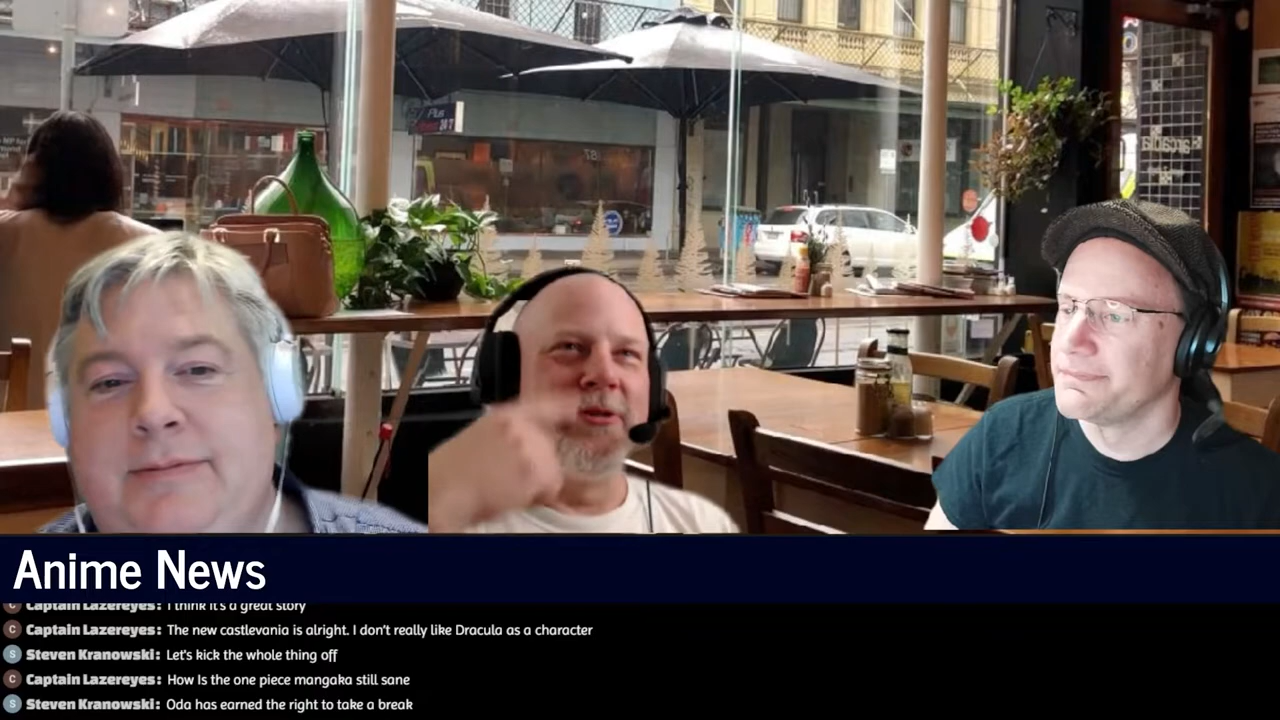 Plus
Anime News
C Captain Lazereyes: I think it's a great story
C Captain Lazereyes: The new castlevania is alright. I don't really like Dracula as a character
S Steven Kranowski: Let's kick the whole thing off
C Captain Lazereyes: How Is the one piece mangaka still sane
S Steven Kranowski: Oda has earned the right to take a break